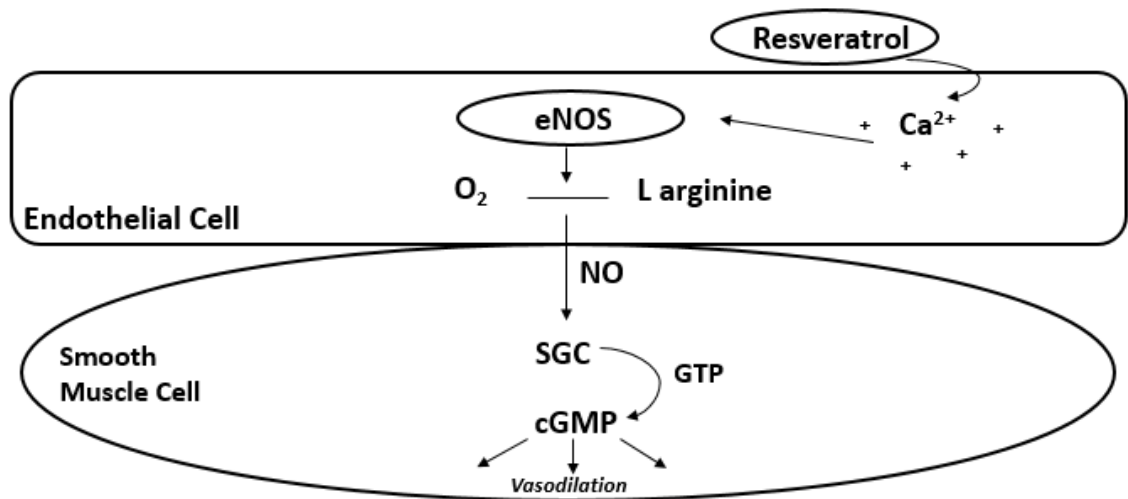 Resveratrol
eNOS
+ Ca²⁺ +
+ +
O₂ L arginine
Endothelial Cell
NO
Smooth
Muscle Cell
SGC
GTP
cGMP
Vasodilation